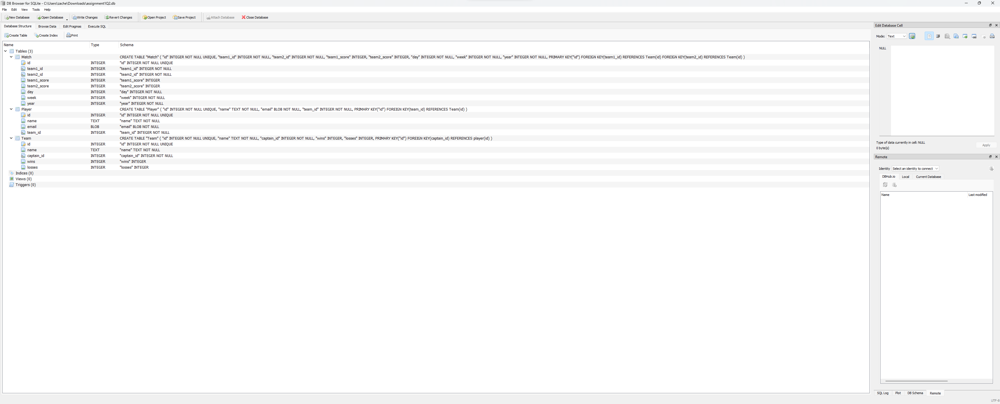 DB Browser for SQLite - C:\Users\zache\Downloads\assignment1Q2.db
File Edit View Tools Help
New Database Open Database Write Changes Revert Changes Open Project Save Project Attach Database Close Database
Database Structure Browse Data Edit Pragmas Execute SQL
Create Table Create Index Print
Name Type Schema
Tables (3)
Match CREATE TABLE "Match" ( "id" INTEGER NOT NULL UNIQUE, "team1_id" INTEGER NOT NULL, "team2_id" INTEGER NOT NULL, "team1_score" INTEGER, "team2_score" INTEGER, "day" INTEGER NOT NULL, "week" INTEGER NOT NULL, "year" INTEGER NOT NULL, PRIMARY KEY("id") FOREIGN KEY(team1_id) REFERENCES Team(id) FOREIGN KEY(team2_id) REFERENCES Team(id) )
id INTEGER "id" INTEGER NOT NULL UNIQUE
team1_id INTEGER "team1_id" INTEGER NOT NULL
team2_id INTEGER "team2_id" INTEGER NOT NULL
team1_score INTEGER "team1_score" INTEGER
team2_score INTEGER "team2_score" INTEGER
day INTEGER "day" INTEGER NOT NULL
week INTEGER "week" INTEGER NOT NULL
year INTEGER "year" INTEGER NOT NULL
Player CREATE TABLE "Player" ( "id" INTEGER NOT NULL UNIQUE, "name" TEXT NOT NULL, "email" BLOB NOT NULL, "team_id" INTEGER NOT NULL, PRIMARY KEY("id") FOREIGN KEY(team_id) REFERENCES Team(id) )
id INTEGER "id" INTEGER NOT NULL UNIQUE
name TEXT "name" TEXT NOT NULL
email BLOB "email" BLOB NOT NULL
team_id INTEGER "team_id" INTEGER NOT NULL
Team CREATE TABLE "Team" ( "id" INTEGER NOT NULL UNIQUE, "name" TEXT NOT NULL, "captain_id" INTEGER NOT NULL, "wins" INTEGER, "losses" INTEGER, PRIMARY KEY("id") FOREIGN KEY(captain_id) REFERENCES player(id) )
id INTEGER "id" INTEGER NOT NULL UNIQUE
name TEXT "name" TEXT NOT NULL
captain_id INTEGER "captain_id" INTEGER NOT NULL
wins INTEGER "wins" INTEGER
losses INTEGER "losses" INTEGER
Indices (0)
Views (0)
Triggers (0)
Edit Database Cell
Mode: Text
NULL
Type of data currently in cell: NULL
0 byte(s)
Apply
Remote
Identity Select an identity to connect
DBHub.io Local Current Database
Name Last modified
SQL Log Plot DB Schema Remote
UTF-8